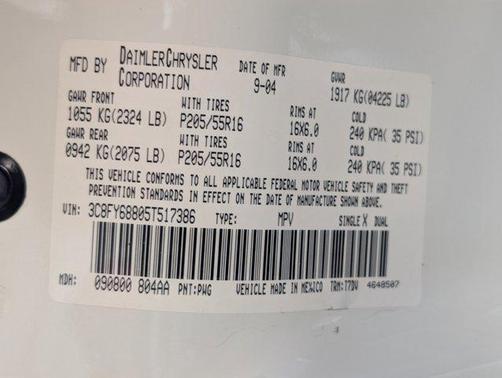 MFD BY DAIMLERCHRYSLER CORPORATION DATE OF MFR 9-04 GVWR 1917 KG(04225 LB)
GAWR FRONT WITH TIRES RIMS AT COLD
1055 KG(2324 LB) P205/55R16 16X6.0 240 KPA( 35 PSI)
GAWR REAR WITH TIRES RIMS AT COLD
0942 KG(2075 LB) P205/55R16 16X6.0 240 KPA( 35 PSI)
THIS VEHICLE CONFORMS TO ALL APPLICABLE FEDERAL MOTOR VEHICLE SAFETY AND THEFT
PREVENTION STANDARDS IN EFFECT ON THE DATE OF MANUFACTURE SHOWN ABOVE.
VIN: 3C8FY68805T517386 TYPE: MPV SINGLE X DUAL
MDH: 090800 804AA PNT:PWG VEHICLE MADE IN MEXICO TRM:T7DV 4648507